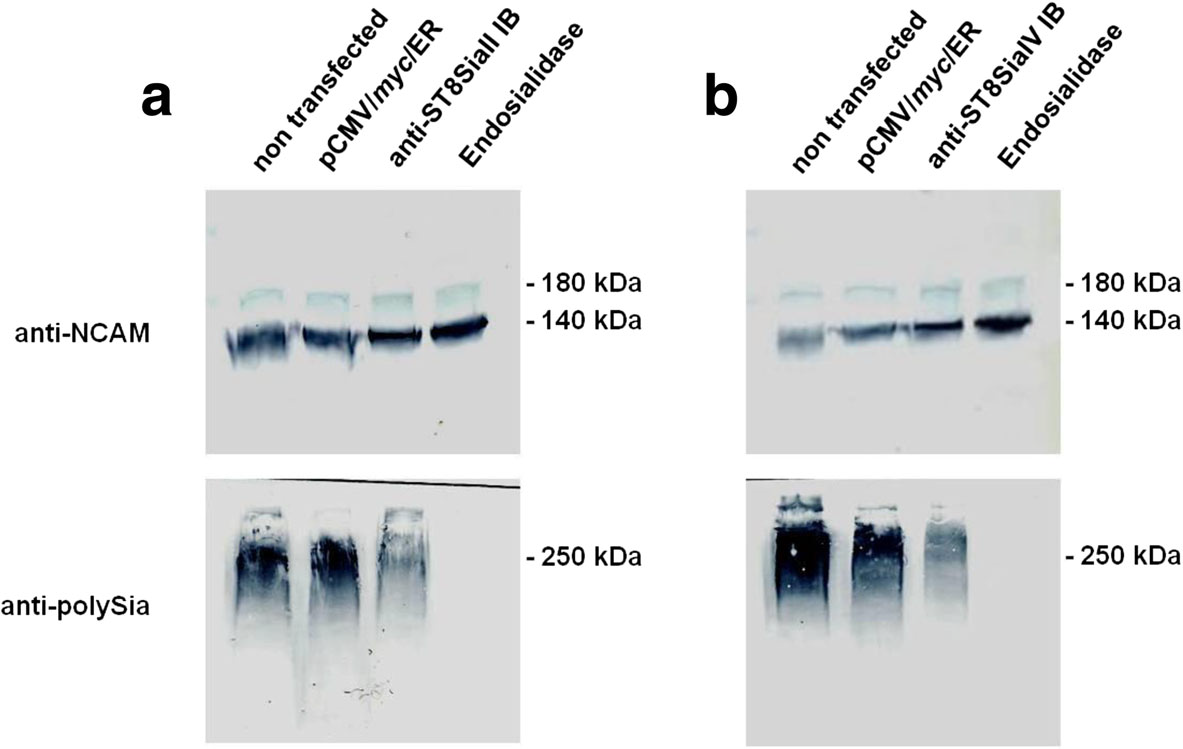 a
non transfected
pCMV/myc/ER
anti-ST8SiaII IB
Endosialidase
b
non transfected
pCMV/myc/ER
anti-ST8SiaIV IB
Endosialidase
anti-NCAM
- 180 kDa
- 140 kDa
- 180 kDa
- 140 kDa
anti-polySia
- 250 kDa
- 250 kDa